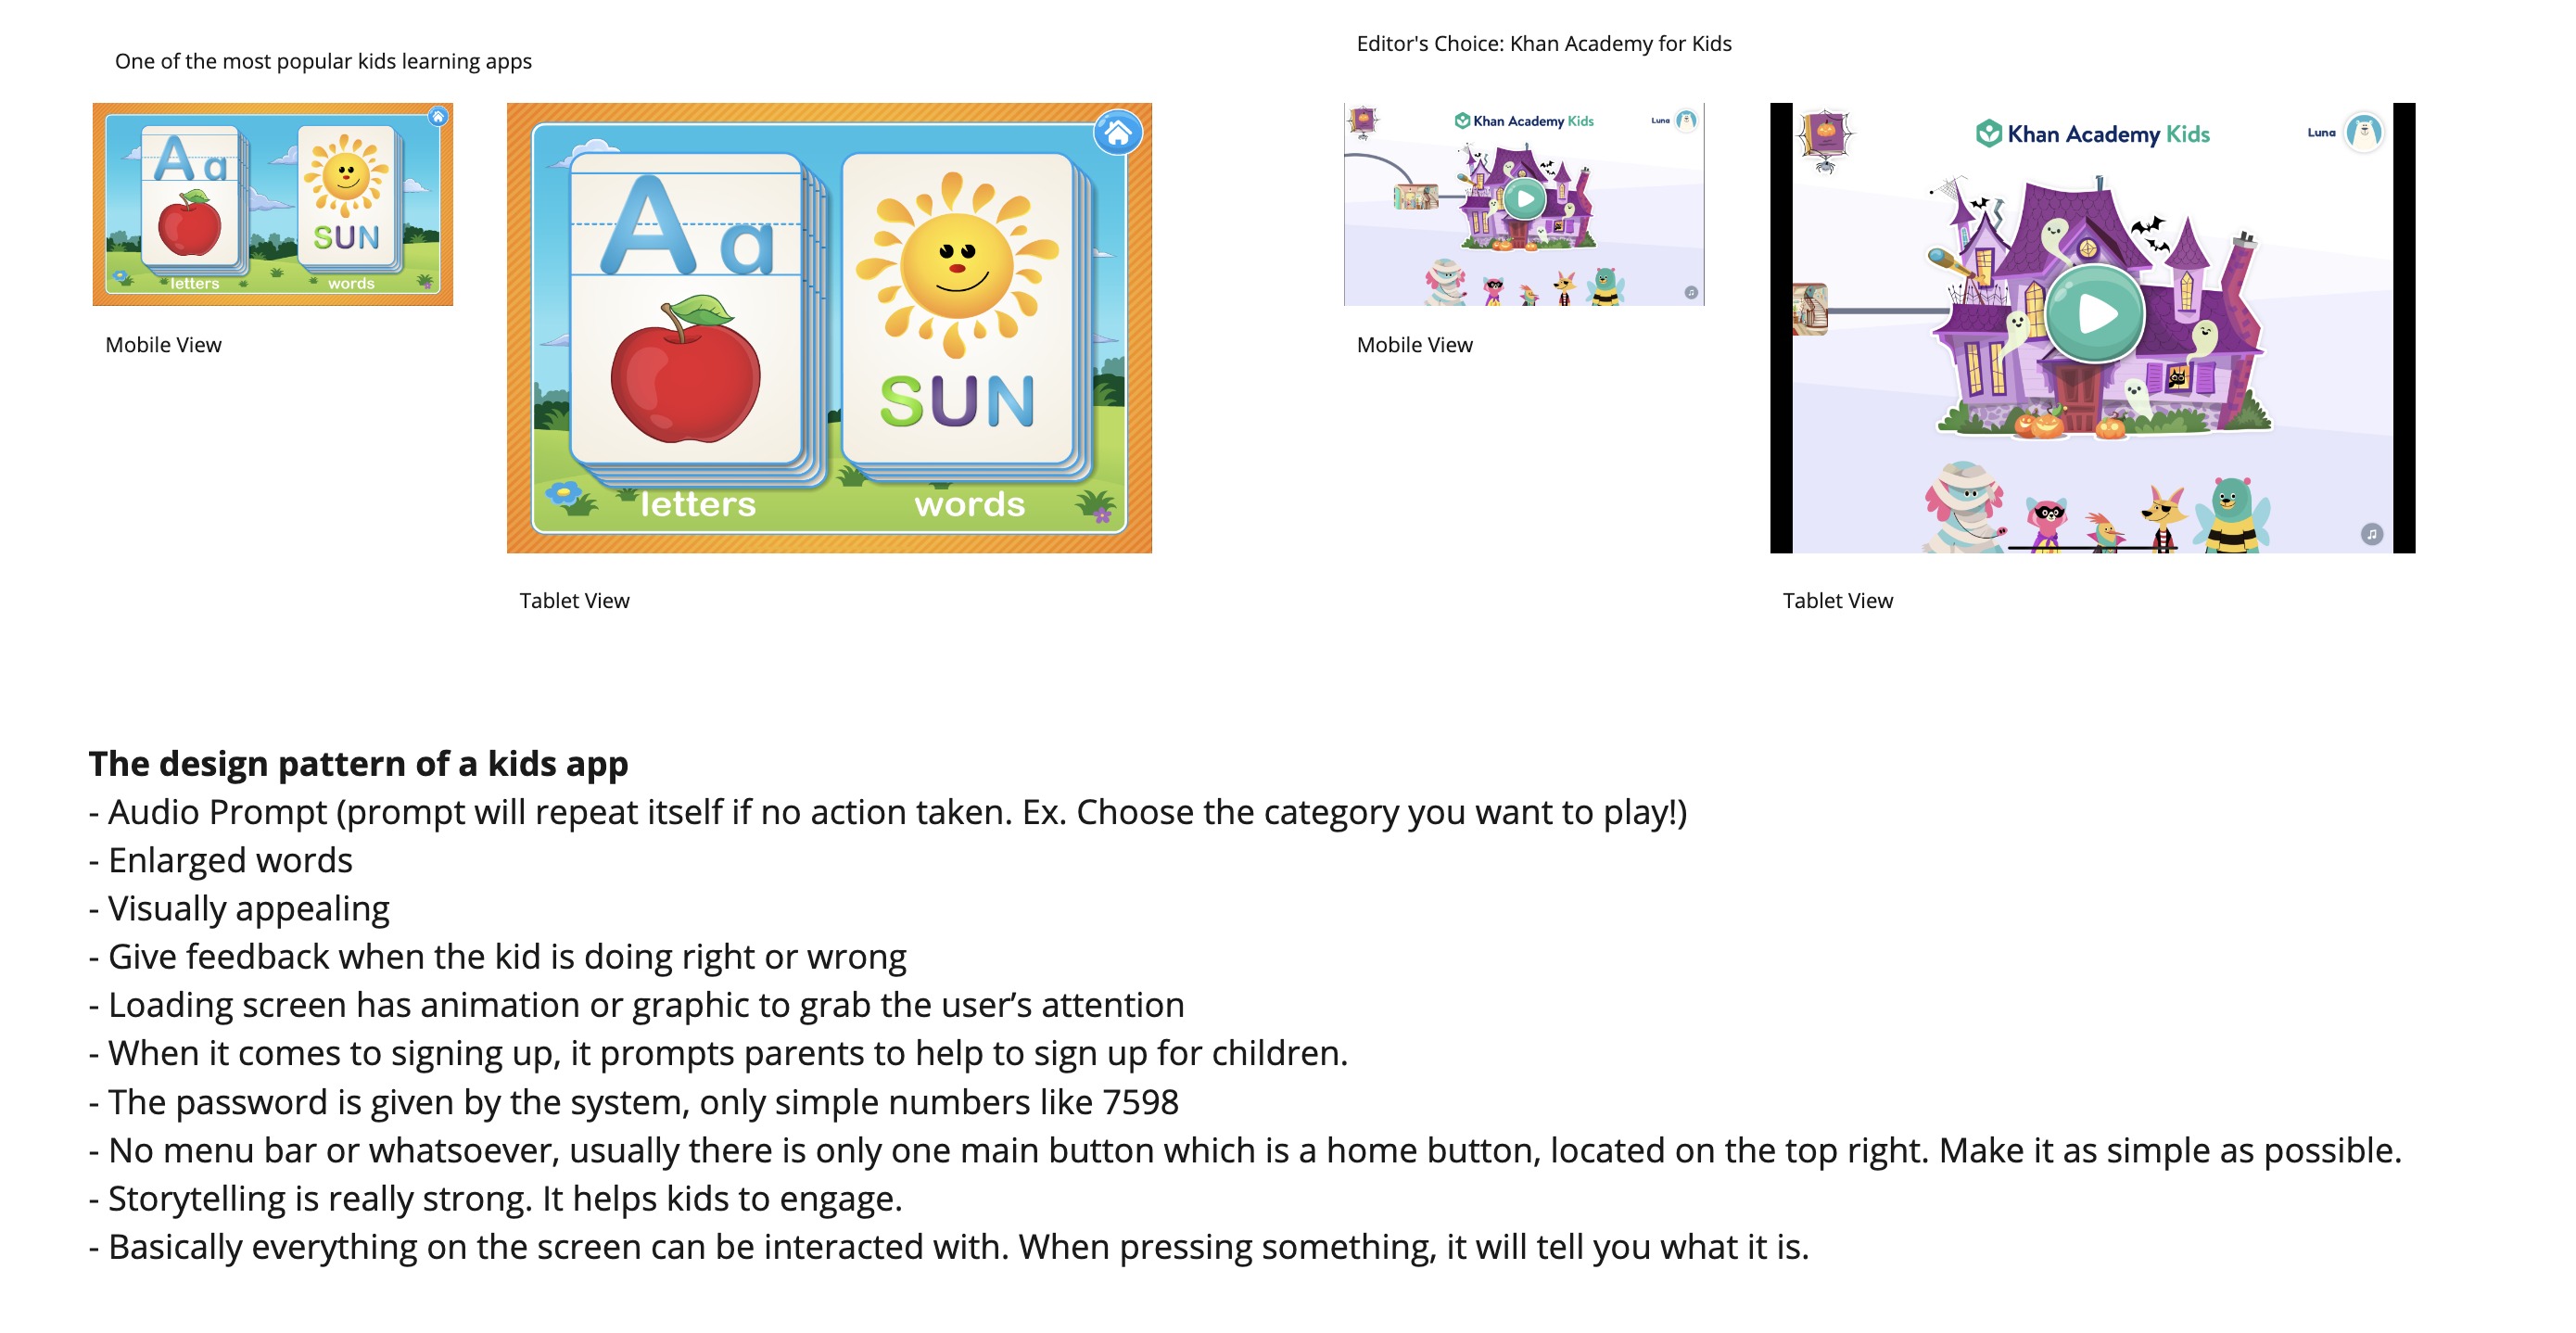 One of the most popular kids learning apps
Editor's Choice: Khan Academy for Kids
A a
SUN
letters
words
Mobile View
A a
SUN
letters
words
Tablet View
Khan Academy Kids
Luna
Mobile View
Khan Academy Kids
Luna
Tablet View
The design pattern of a kids app
- Audio Prompt (prompt will repeat itself if no action taken. Ex. Choose the category you want to play!)
- Enlarged words
- Visually appealing
- Give feedback when the kid is doing right or wrong
- Loading screen has animation or graphic to grab the user’s attention
- When it comes to signing up, it prompts parents to help to sign up for children.
- The password is given by the system, only simple numbers like 7598
- No menu bar or whatsoever, usually there is only one main button which is a home button, located on the top right. Make it as simple as possible.
- Storytelling is really strong. It helps kids to engage.
- Basically everything on the screen can be interacted with. When pressing something, it will tell you what it is.